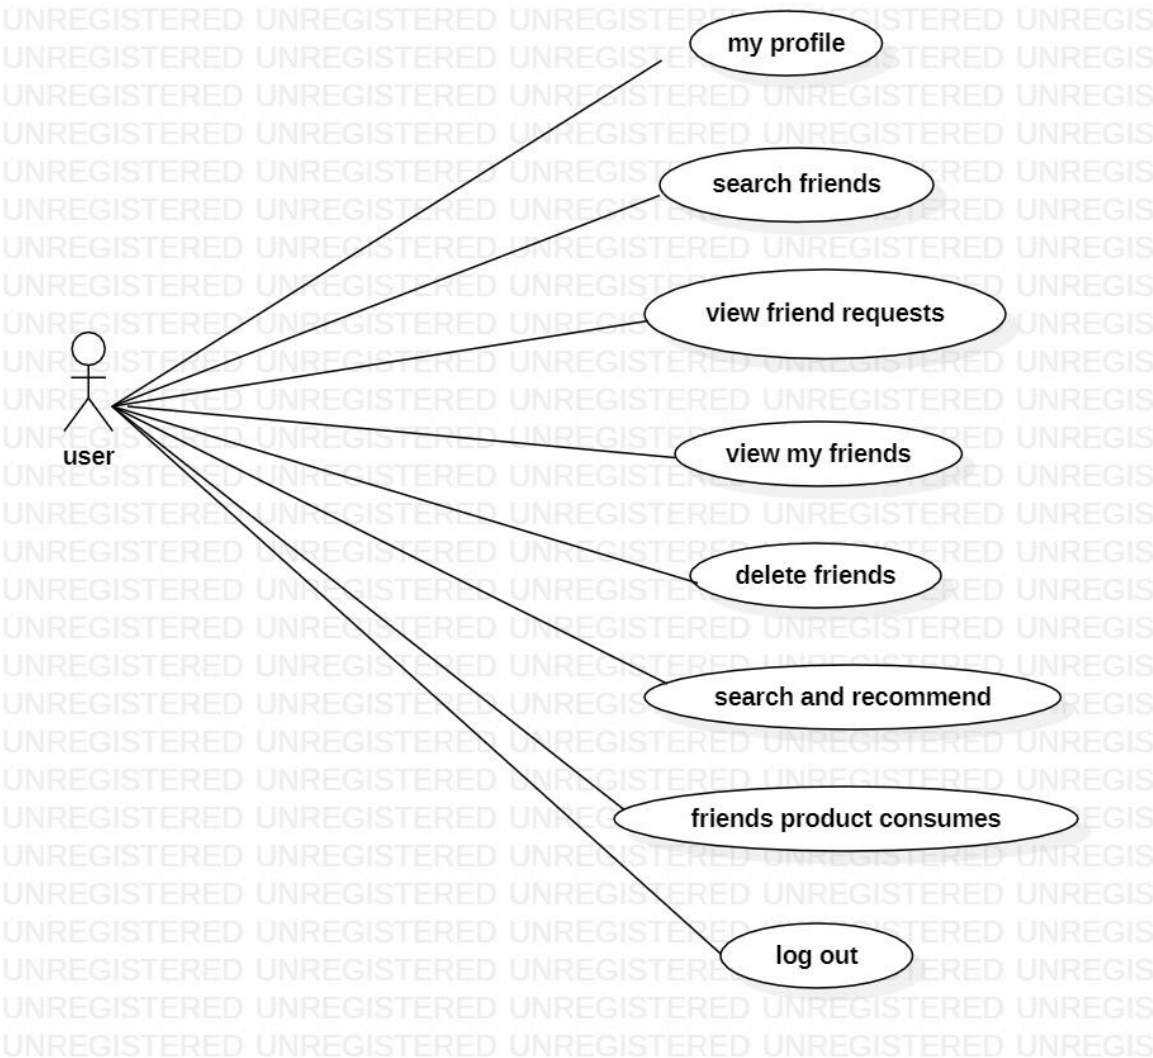 my profile
search friends
view friend requests
user
view my friends
delete friends
search and recommend
friends product consumes
log out
UNREGISTERED